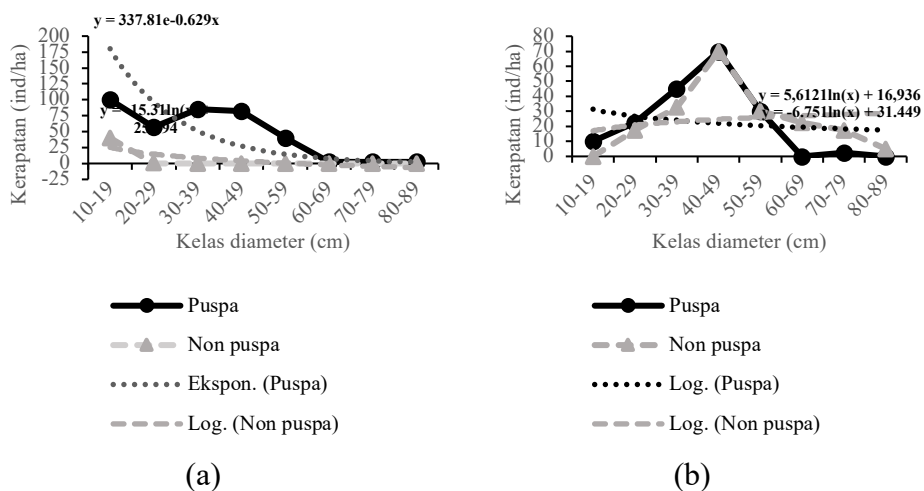 y = 337.81e-0.629x
200
175
150
125
100
75
50
25
0
-25
Kerapatan (ind/ha)
10-19
20-29
30-39
40-49
50-59
60-69
70-79
80-89
Kelas diameter (cm)
Puspa
Non puspa
Ekspon. (Puspa)
Log. (Non puspa)
(a)
80
70
60
50
40
30
20
10
0
Kerapatan (ind/ha)
y = 5,6121ln(x) + 16,936
= -6.751ln(x) + 31.449
10-19
20-29
30-39
40-49
50-59
60-69
70-79
80-89
Kelas diameter (cm)
Puspa
Non puspa
Log. (Puspa)
Log. (Non puspa)
(b)